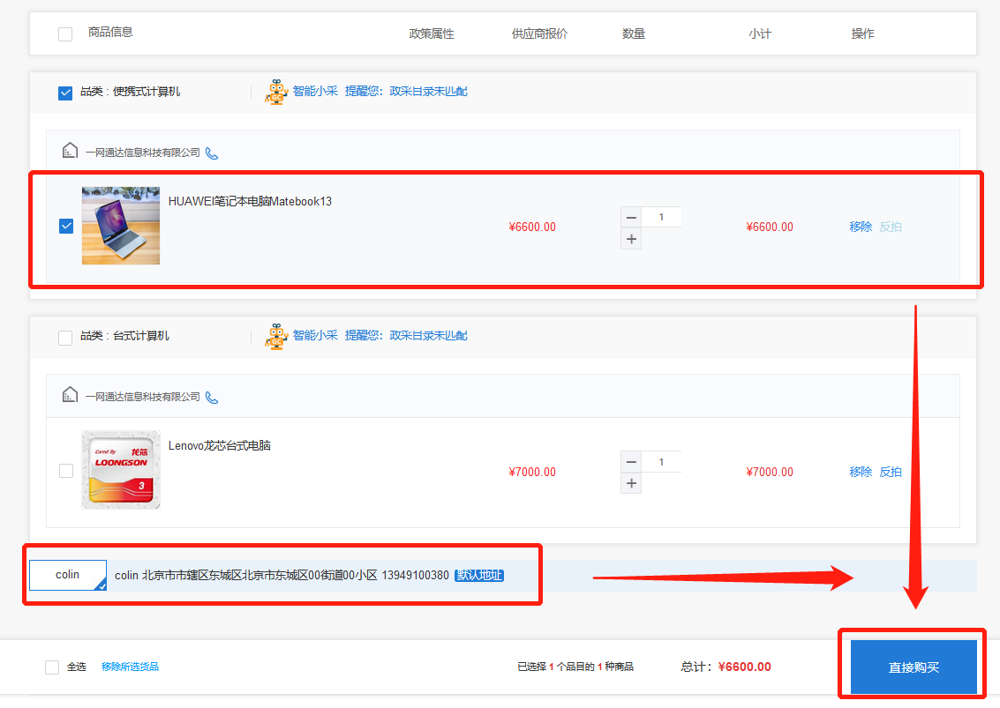 商品信息 政策属性 供应商报价 数量 小计 操作
品类 : 便携式计算机 智能小采 提醒您: 政采目录未匹配
一网通达信息科技有限公司
HUAWEI笔记本电脑Matebook13
¥6600.00 1 ¥6600.00 移除 反拍
品类 : 台式计算机 智能小采 提醒您: 政采目录未匹配
一网通达信息科技有限公司
Lenovo龙芯台式电脑
Cored By 龙芯
LOONGSON
3
¥7000.00 1 ¥7000.00 移除 反拍
colin colin 北京市市辖区东城区北京市东城区00街道00小区 13949100380 默认地址
全选 移除所选货品 已选择 1 个品目的 1 种商品 总计: ¥6600.00 直接购买